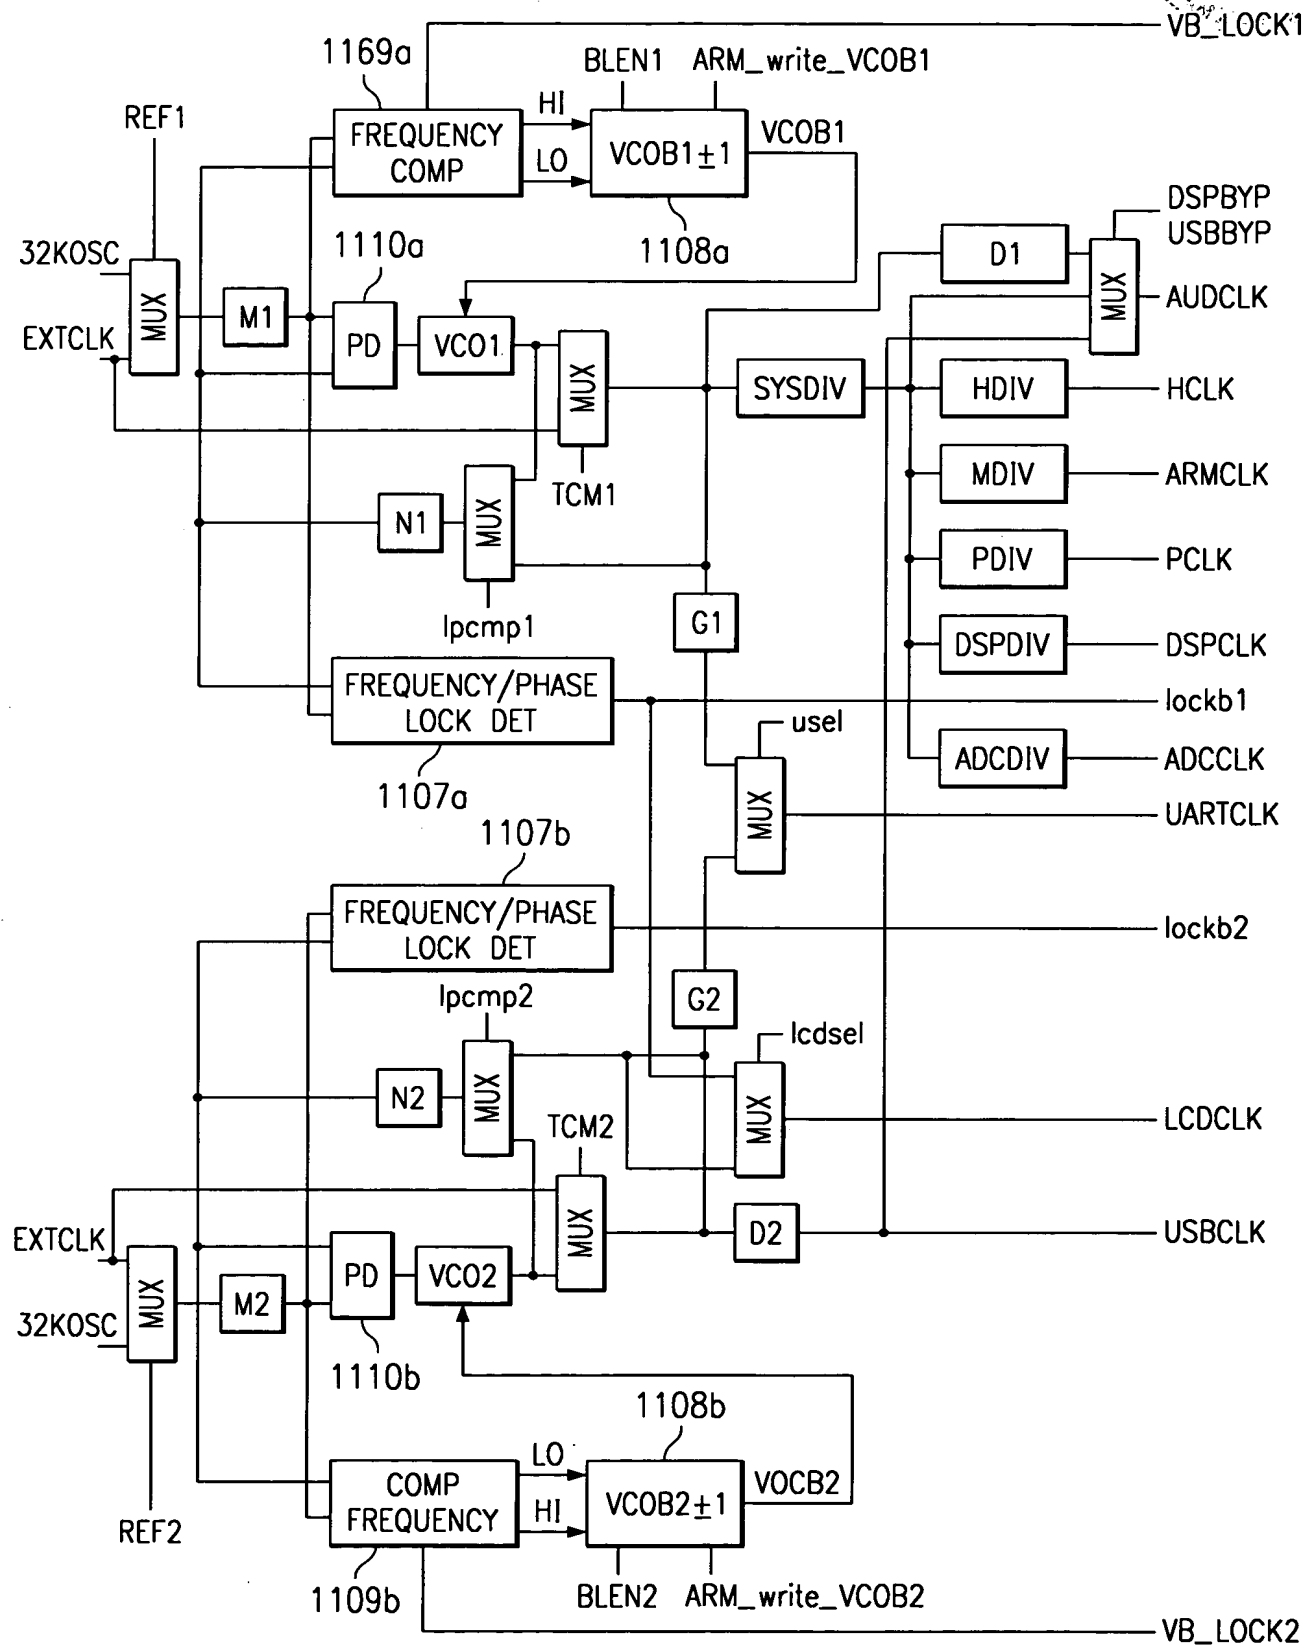 VB_LOCK1
1169a
BLEN1
ARM_write_VCOB1
REF1
FREQUENCY
COMP
HI
LO
VCOB1±1
VCOB1
DSPBYP
USBBYP
32KOSC
1110a
1108a
D1
MUX
AUDCLK
MUX
M1
EXTCLK
PD
VCO1
MUX
SYSDIV
HDIV
HCLK
TCM1
MDIV
ARMCLK
N1
MUX
PDIV
PCLK
lpcmp1
G1
DSPDIV
DSPCLK
FREQUENCY/PHASE
LOCK DET
lockb1
usel
ADCDIV
ADCCLK
1107a
MUX
UARTCLK
1107b
FREQUENCY/PHASE
LOCK DET
lockb2
lpcmp2
G2
lcdsel
N2
MUX
MUX
LCDCLK
TCM2
EXTCLK
MUX
D2
USBCLK
PD
VCO2
MUX
M2
32KOSC
1110b
1108b
COMP
FREQUENCY
LO
HI
VCOB2±1
VOCB2
REF2
1109b
BLEN2
ARM_write_VCOB2
VB_LOCK2